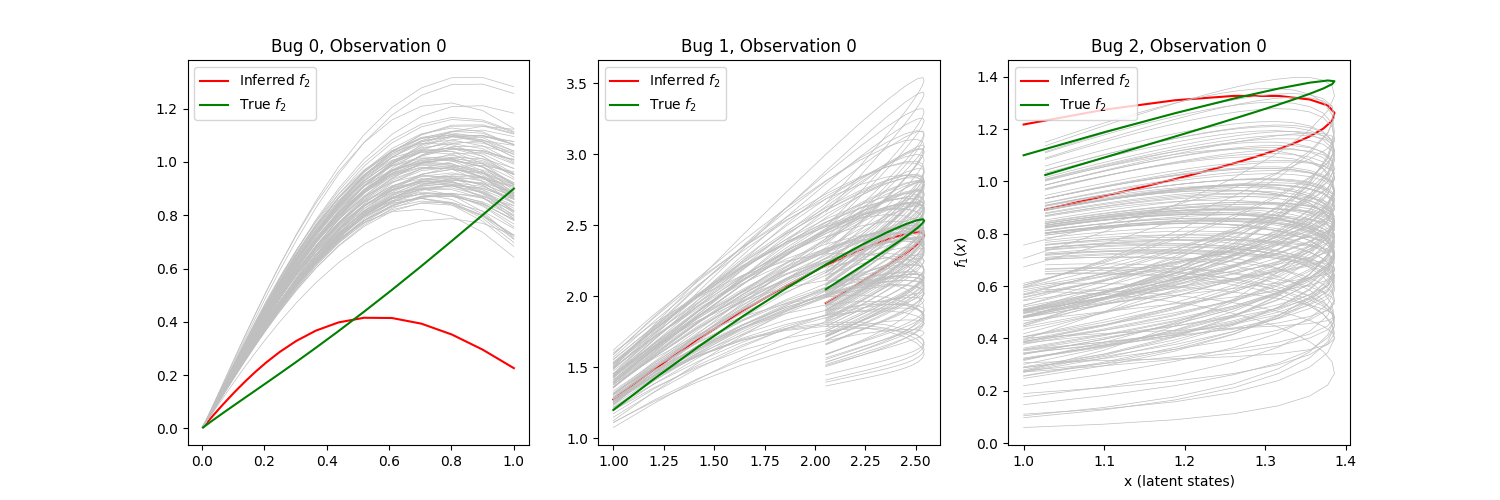 Bug 0, Observation 0
Inferred f₂
True f₂
1.2
1.0
0.8
0.6
0.4
0.2
0.0
0.0 0.2 0.4 0.6 0.8 1.0
Bug 1, Observation 0
Inferred f₂
True f₂
3.5
3.0
2.5
2.0
1.5
1.0
1.00 1.25 1.50 1.75 2.00 2.25 2.50
Bug 2, Observation 0
Inferred f₂
True f₂
f₁(x)
1.4
1.2
1.0
0.8
0.6
0.4
0.2
0.0
1.0 1.1 1.2 1.3 1.4
x (latent states)